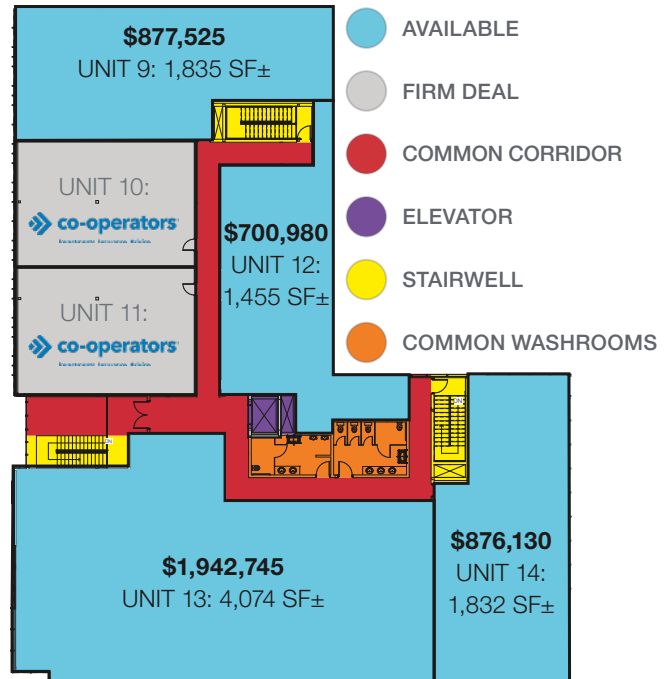 $877,525
UNIT 9: 1,835 SF±
UNIT 10:
co-operators
UNIT 11:
co-operators
$700,980
UNIT 12:
1,455 SF±
$1,942,745
UNIT 13: 4,074 SF±
$876,130
UNIT 14:
1,832 SF±
DN
AVAILABLE
FIRM DEAL
COMMON CORRIDOR
ELEVATOR
STAIRWELL
COMMON WASHROOMS